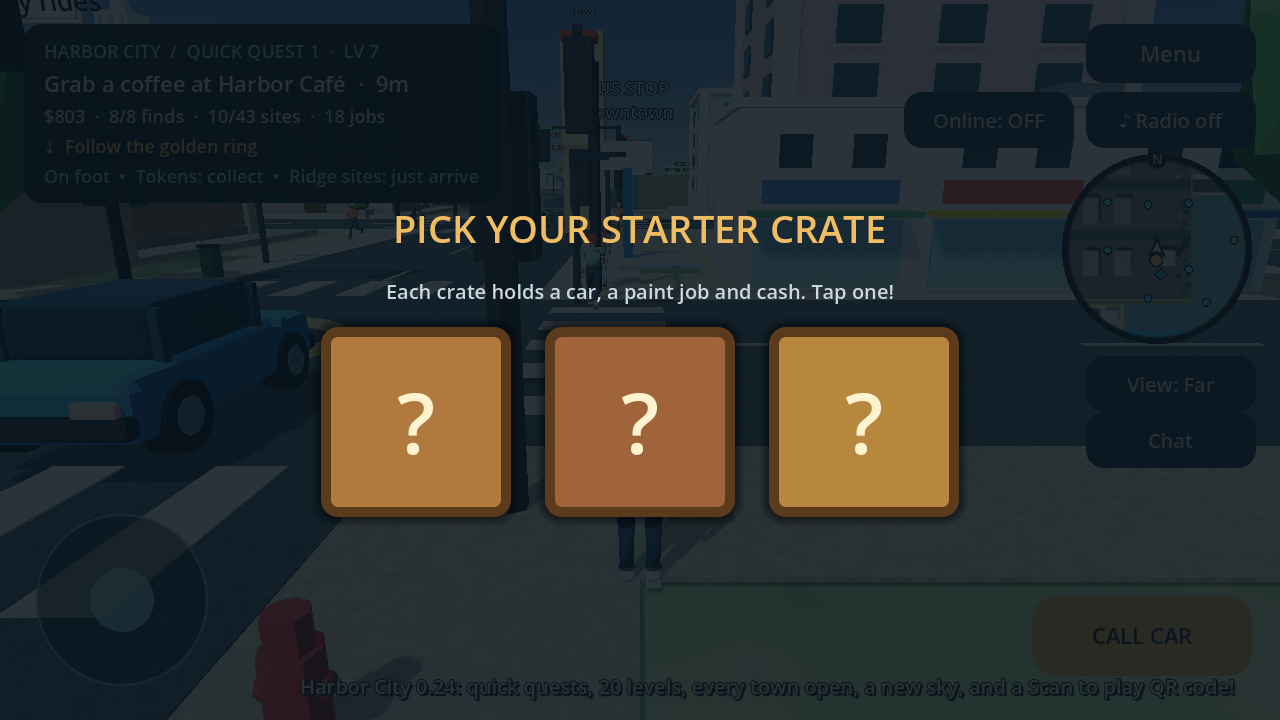 y rides
HARBOR CITY / QUICK QUEST 1 · LV 7
Grab a coffee at Harbor Café · 9m
$803 · 8/8 finds · 10/43 sites · 18 jobs
↓ Follow the golden ring
On foot • Tokens: collect • Ridge sites: just arrive
US STOP
owntown
Menu
Online: OFF
♪ Radio off
N
PICK YOUR STARTER CRATE
Each crate holds a car, a paint job and cash. Tap one!
? ? ?
View: Far
Chat
CALL CAR
Harbor City 0.24: quick quests, 20 levels, every town open, a new sky, and a Scan to play QR code!